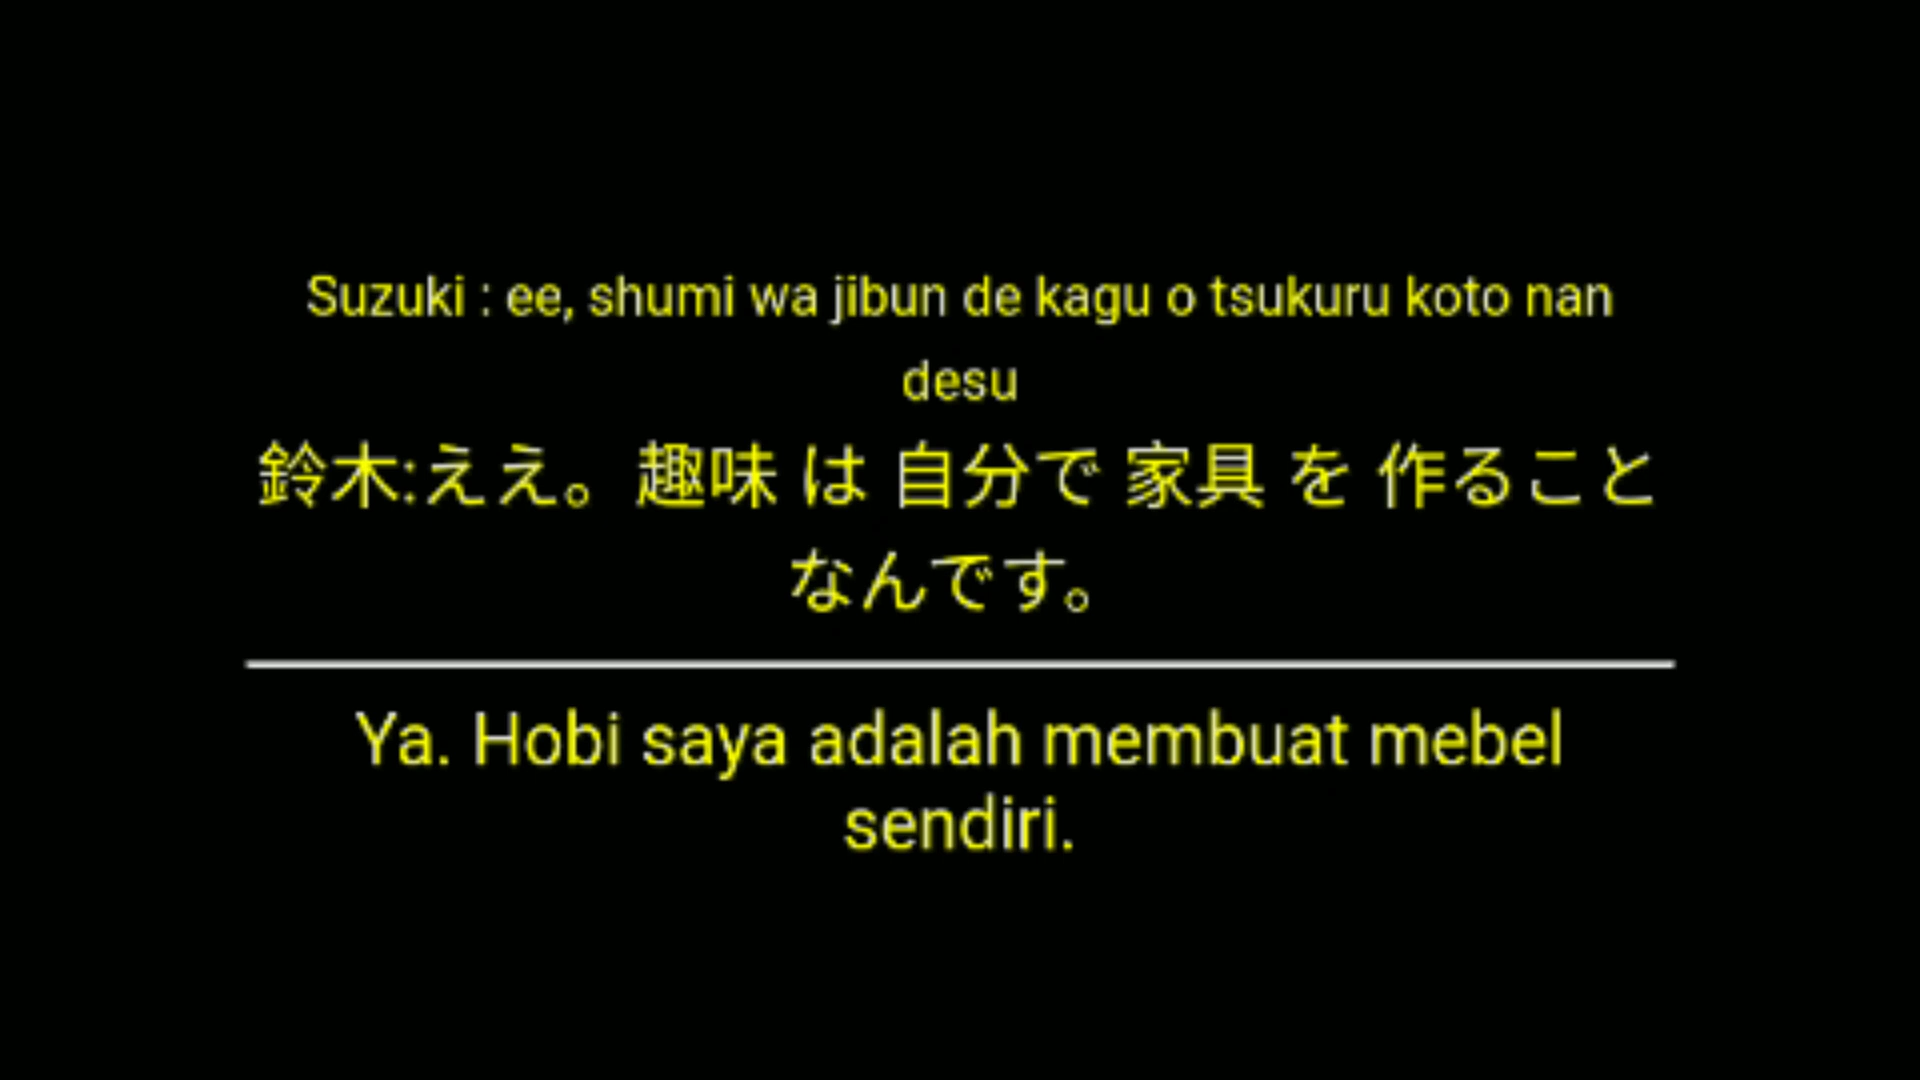 Suzuki : ee, shumi wa jibun de kagu o tsukuru koto nan
desu
鈴木:ええ。趣味 は 自分で 家具 を 作ること
なんです。
Ya. Hobi saya adalah membuat mebel
sendiri.